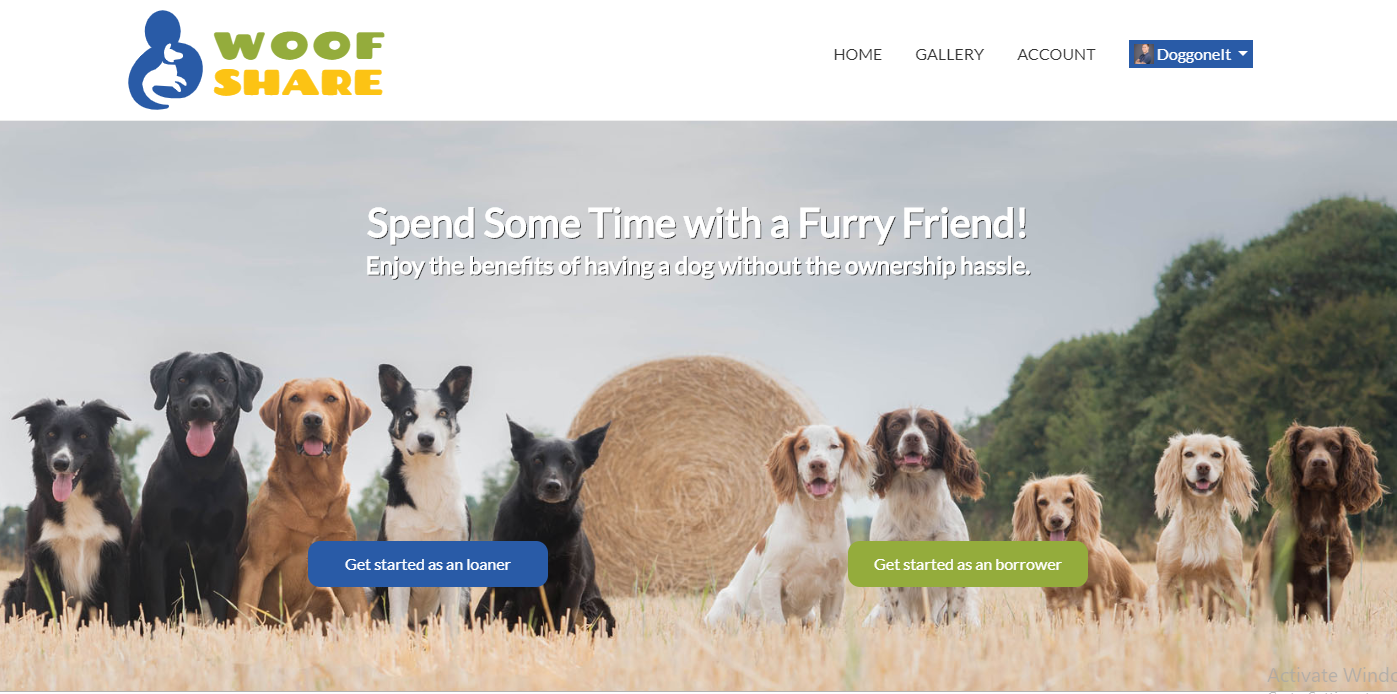 WOOF
SHARE
HOME
GALLERY
ACCOUNT
DoggoneIt
Spend Some Time with a Furry Friend!
Enjoy the benefits of having a dog without the ownership hassle.
Get started as an loaner
Get started as an borrower
Activate Windo